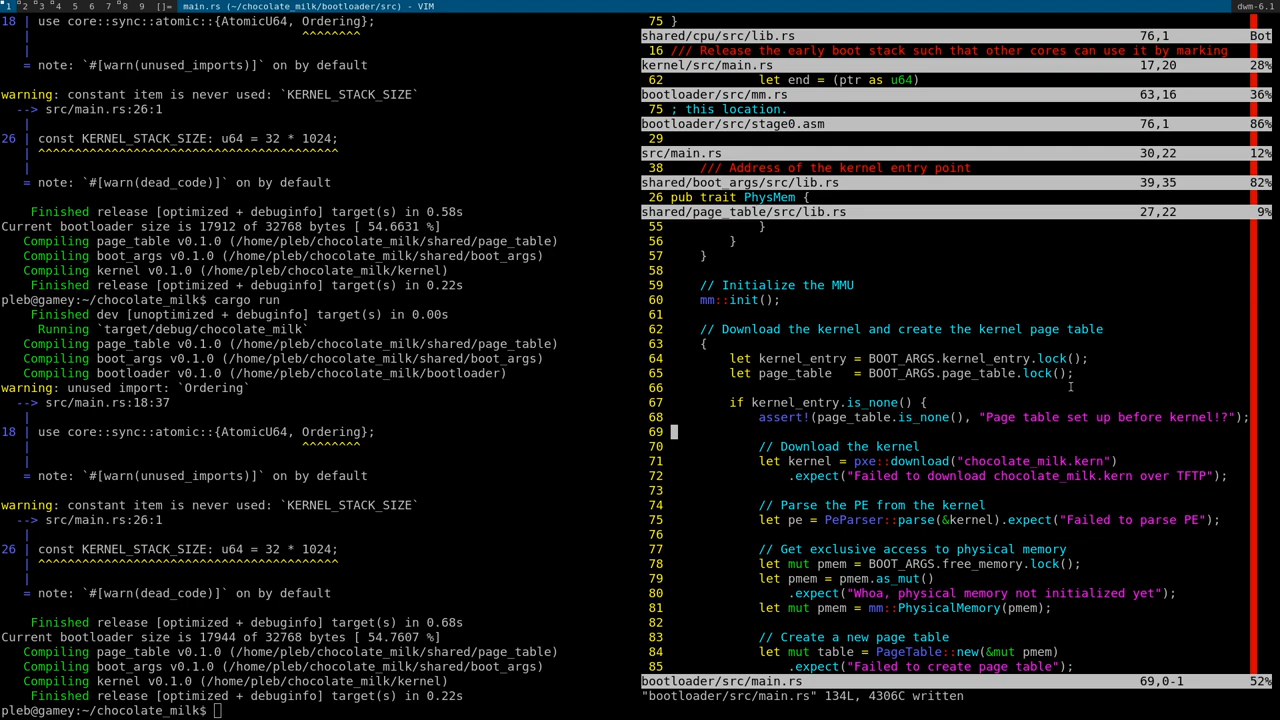 1 2 3 4 5 6 7 8 9 []= main.rs (~/chocolate_milk/bootloader/src) - VIM dwm-6.1
18 | use core::sync::atomic::{AtomicU64, Ordering};
| ^^^^^^^^
|
= note: `#[warn(unused_imports)]` on by default
warning: constant item is never used: `KERNEL_STACK_SIZE`
--> src/main.rs:26:1
|
26 | const KERNEL_STACK_SIZE: u64 = 32 * 1024;
| ^^^^^^^^^^^^^^^^^^^^^^^^^^^^^^^^^^^^^^^^^
|
= note: `#[warn(dead_code)]` on by default
Finished release [optimized + debuginfo] target(s) in 0.58s
Current bootloader size is 17912 of 32768 bytes [ 54.6631 %]
Compiling page_table v0.1.0 (/home/pleb/chocolate_milk/shared/page_table)
Compiling boot_args v0.1.0 (/home/pleb/chocolate_milk/shared/boot_args)
Compiling kernel v0.1.0 (/home/pleb/chocolate_milk/kernel)
Finished release [optimized + debuginfo] target(s) in 0.22s
pleb@gamey:~/chocolate_milk$ cargo run
Finished dev [unoptimized + debuginfo] target(s) in 0.00s
Running `target/debug/chocolate_milk`
Compiling page_table v0.1.0 (/home/pleb/chocolate_milk/shared/page_table)
Compiling boot_args v0.1.0 (/home/pleb/chocolate_milk/shared/boot_args)
Compiling bootloader v0.1.0 (/home/pleb/chocolate_milk/bootloader)
warning: unused import: `Ordering`
--> src/main.rs:18:37
|
18 | use core::sync::atomic::{AtomicU64, Ordering};
| ^^^^^^^^
|
= note: `#[warn(unused_imports)]` on by default
warning: constant item is never used: `KERNEL_STACK_SIZE`
--> src/main.rs:26:1
|
26 | const KERNEL_STACK_SIZE: u64 = 32 * 1024;
| ^^^^^^^^^^^^^^^^^^^^^^^^^^^^^^^^^^^^^^^^^
|
= note: `#[warn(dead_code)]` on by default
Finished release [optimized + debuginfo] target(s) in 0.68s
Current bootloader size is 17944 of 32768 bytes [ 54.7607 %]
Compiling page_table v0.1.0 (/home/pleb/chocolate_milk/shared/page_table)
Compiling boot_args v0.1.0 (/home/pleb/chocolate_milk/shared/boot_args)
Compiling kernel v0.1.0 (/home/pleb/chocolate_milk/kernel)
Finished release [optimized + debuginfo] target(s) in 0.22s
pleb@gamey:~/chocolate_milk$
75 }
shared/cpu/src/lib.rs 76,1 Bot
16 /// Release the early boot stack such that other cores can use it by marking
kernel/src/main.rs 17,20 28%
62 let end = (ptr as u64)
bootloader/src/mm.rs 63,16 36%
75 ; this location.
bootloader/src/stage0.asm 76,1 86%
29
src/main.rs 30,22 12%
38 /// Address of the kernel entry point
shared/boot_args/src/lib.rs 39,35 82%
26 pub trait PhysMem {
shared/page_table/src/lib.rs 27,22 9%
55 }
56 }
57 }
58
59 // Initialize the MMU
60 mm::init();
61
62 // Download the kernel and create the kernel page table
63 {
64 let kernel_entry = BOOT_ARGS.kernel_entry.lock();
65 let page_table = BOOT_ARGS.page_table.lock();
66
67 if kernel_entry.is_none() {
68 assert!(page_table.is_none(), "Page table set up before kernel!?");
69
70 // Download the kernel
71 let kernel = pxe::download("chocolate_milk.kern")
72 .expect("Failed to download chocolate_milk.kern over TFTP");
73
74 // Parse the PE from the kernel
75 let pe = PeParser::parse(&kernel).expect("Failed to parse PE");
76
77 // Get exclusive access to physical memory
78 let mut pmem = BOOT_ARGS.free_memory.lock();
79 let pmem = pmem.as_mut()
80 .expect("Whoa, physical memory not initialized yet");
81 let mut pmem = mm::PhysicalMemory(pmem);
82
83 // Create a new page table
84 let mut table = PageTable::new(&mut pmem)
85 .expect("Failed to create page table");
bootloader/src/main.rs 69,0-1 52%
"bootloader/src/main.rs" 134L, 4306C written